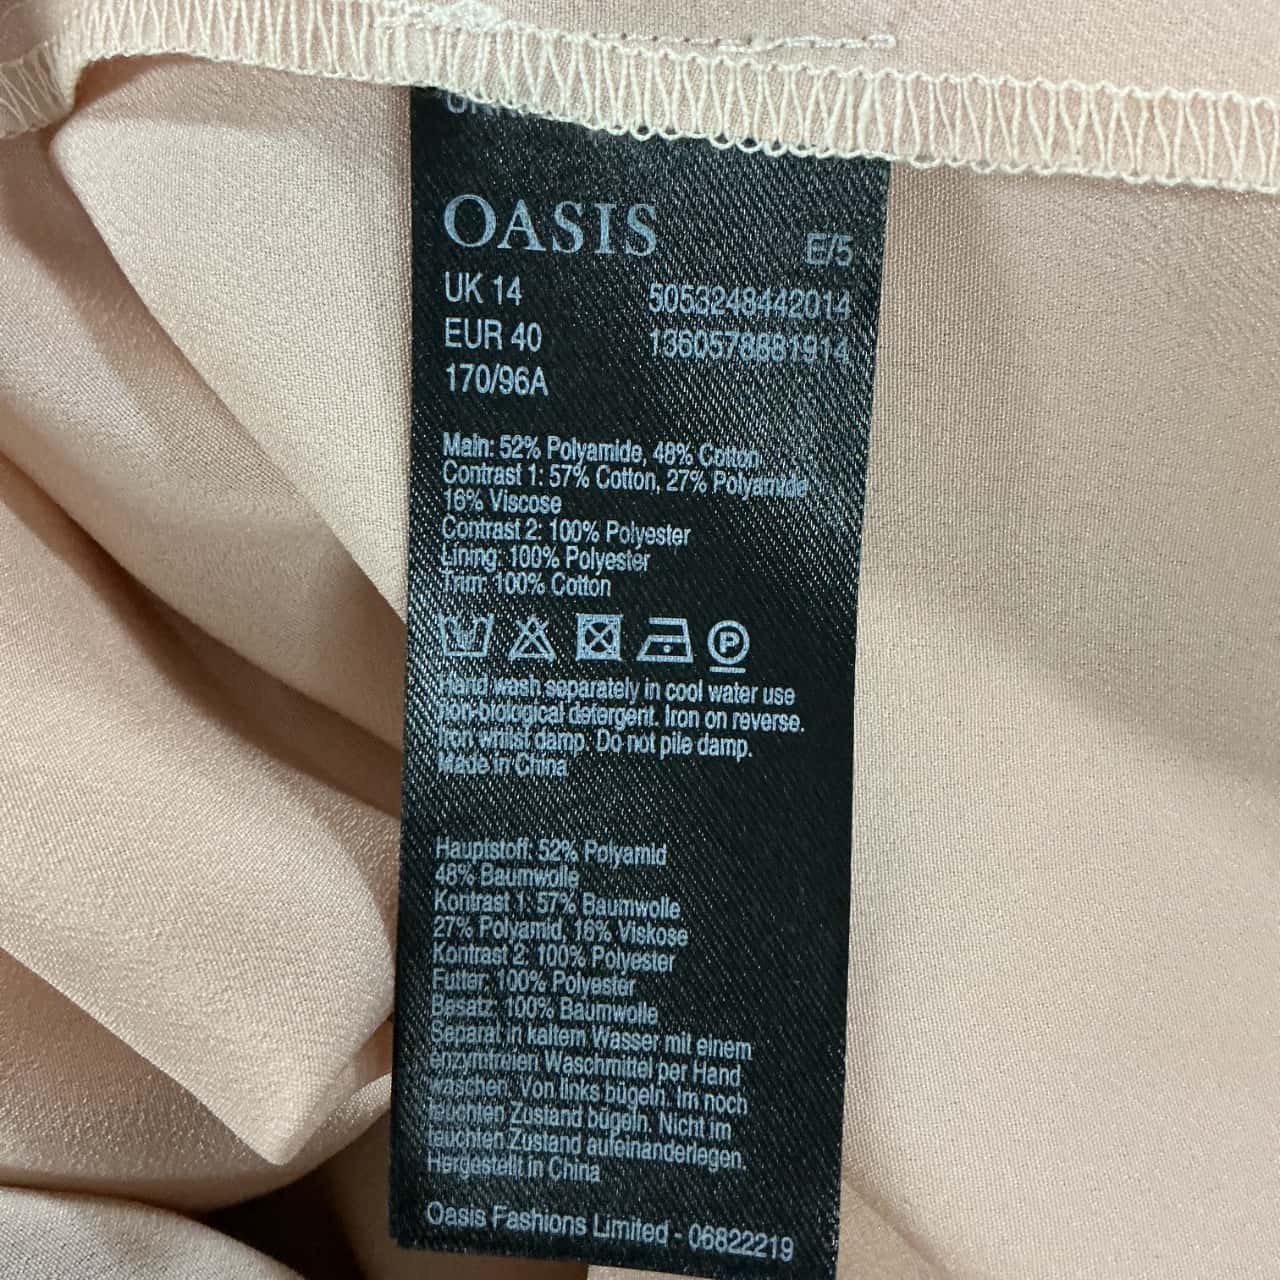 OASIS
E/5
UK 14
5053248442014
EUR 40
1360578881914
170/96A
Main: 52% Polyamide, 48% Cotton
Contrast 1: 57% Cotton, 27% Polyamide
16% Viscose
Contrast 2: 100% Polyester
Lining: 100% Polyester
Trim: 100% Cotton
P
Hand wash separately in cool water use
non-biological detergent. Iron on reverse.
Iron whilst damp. Do not pile damp.
Made in China
Hauptstoff: 52% Polyamid
48% Baumwolle
Kontrast 1: 57% Baumwolle
27% Polyamid, 16% Viskose
Kontrast 2: 100% Polyester
Futter: 100% Polyester
Besatz: 100% Baumwolle
Separat in kaltem Wasser mit einem
enzymfreien Waschmittel per Hand
waschen. Von links bügeln. Im noch
feuchten Zustand bügeln. Nicht im
feuchten Zustand aufeinanderlegen.
Hergestellt in China
Oasis Fashions Limited - 06822219